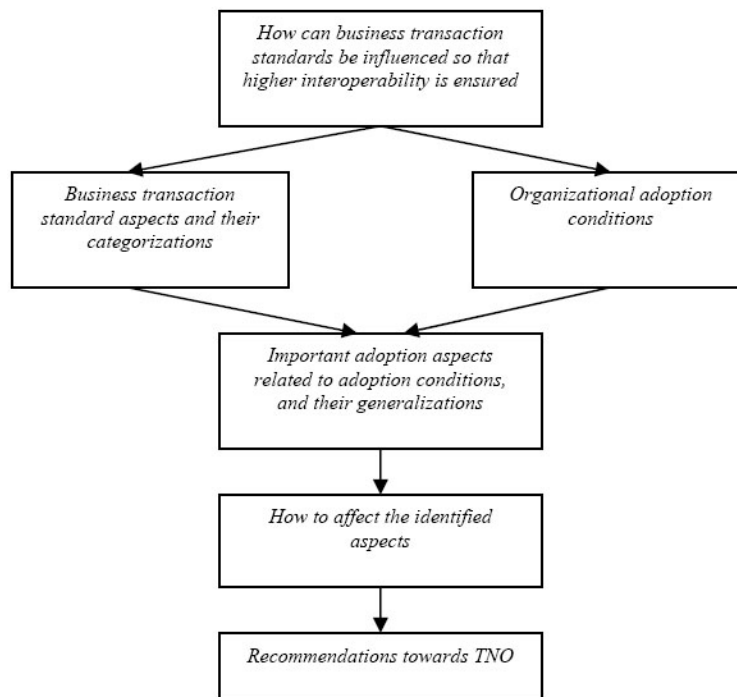 How can business transaction
standards be influenced so that
higher interoperability is ensured
Business transaction
standard aspects and their
categorizations
Organizational adoption
conditions
Important adoption aspects
related to adoption conditions,
and their generalizations
How to affect the identified
aspects
Recommendations towards TNO